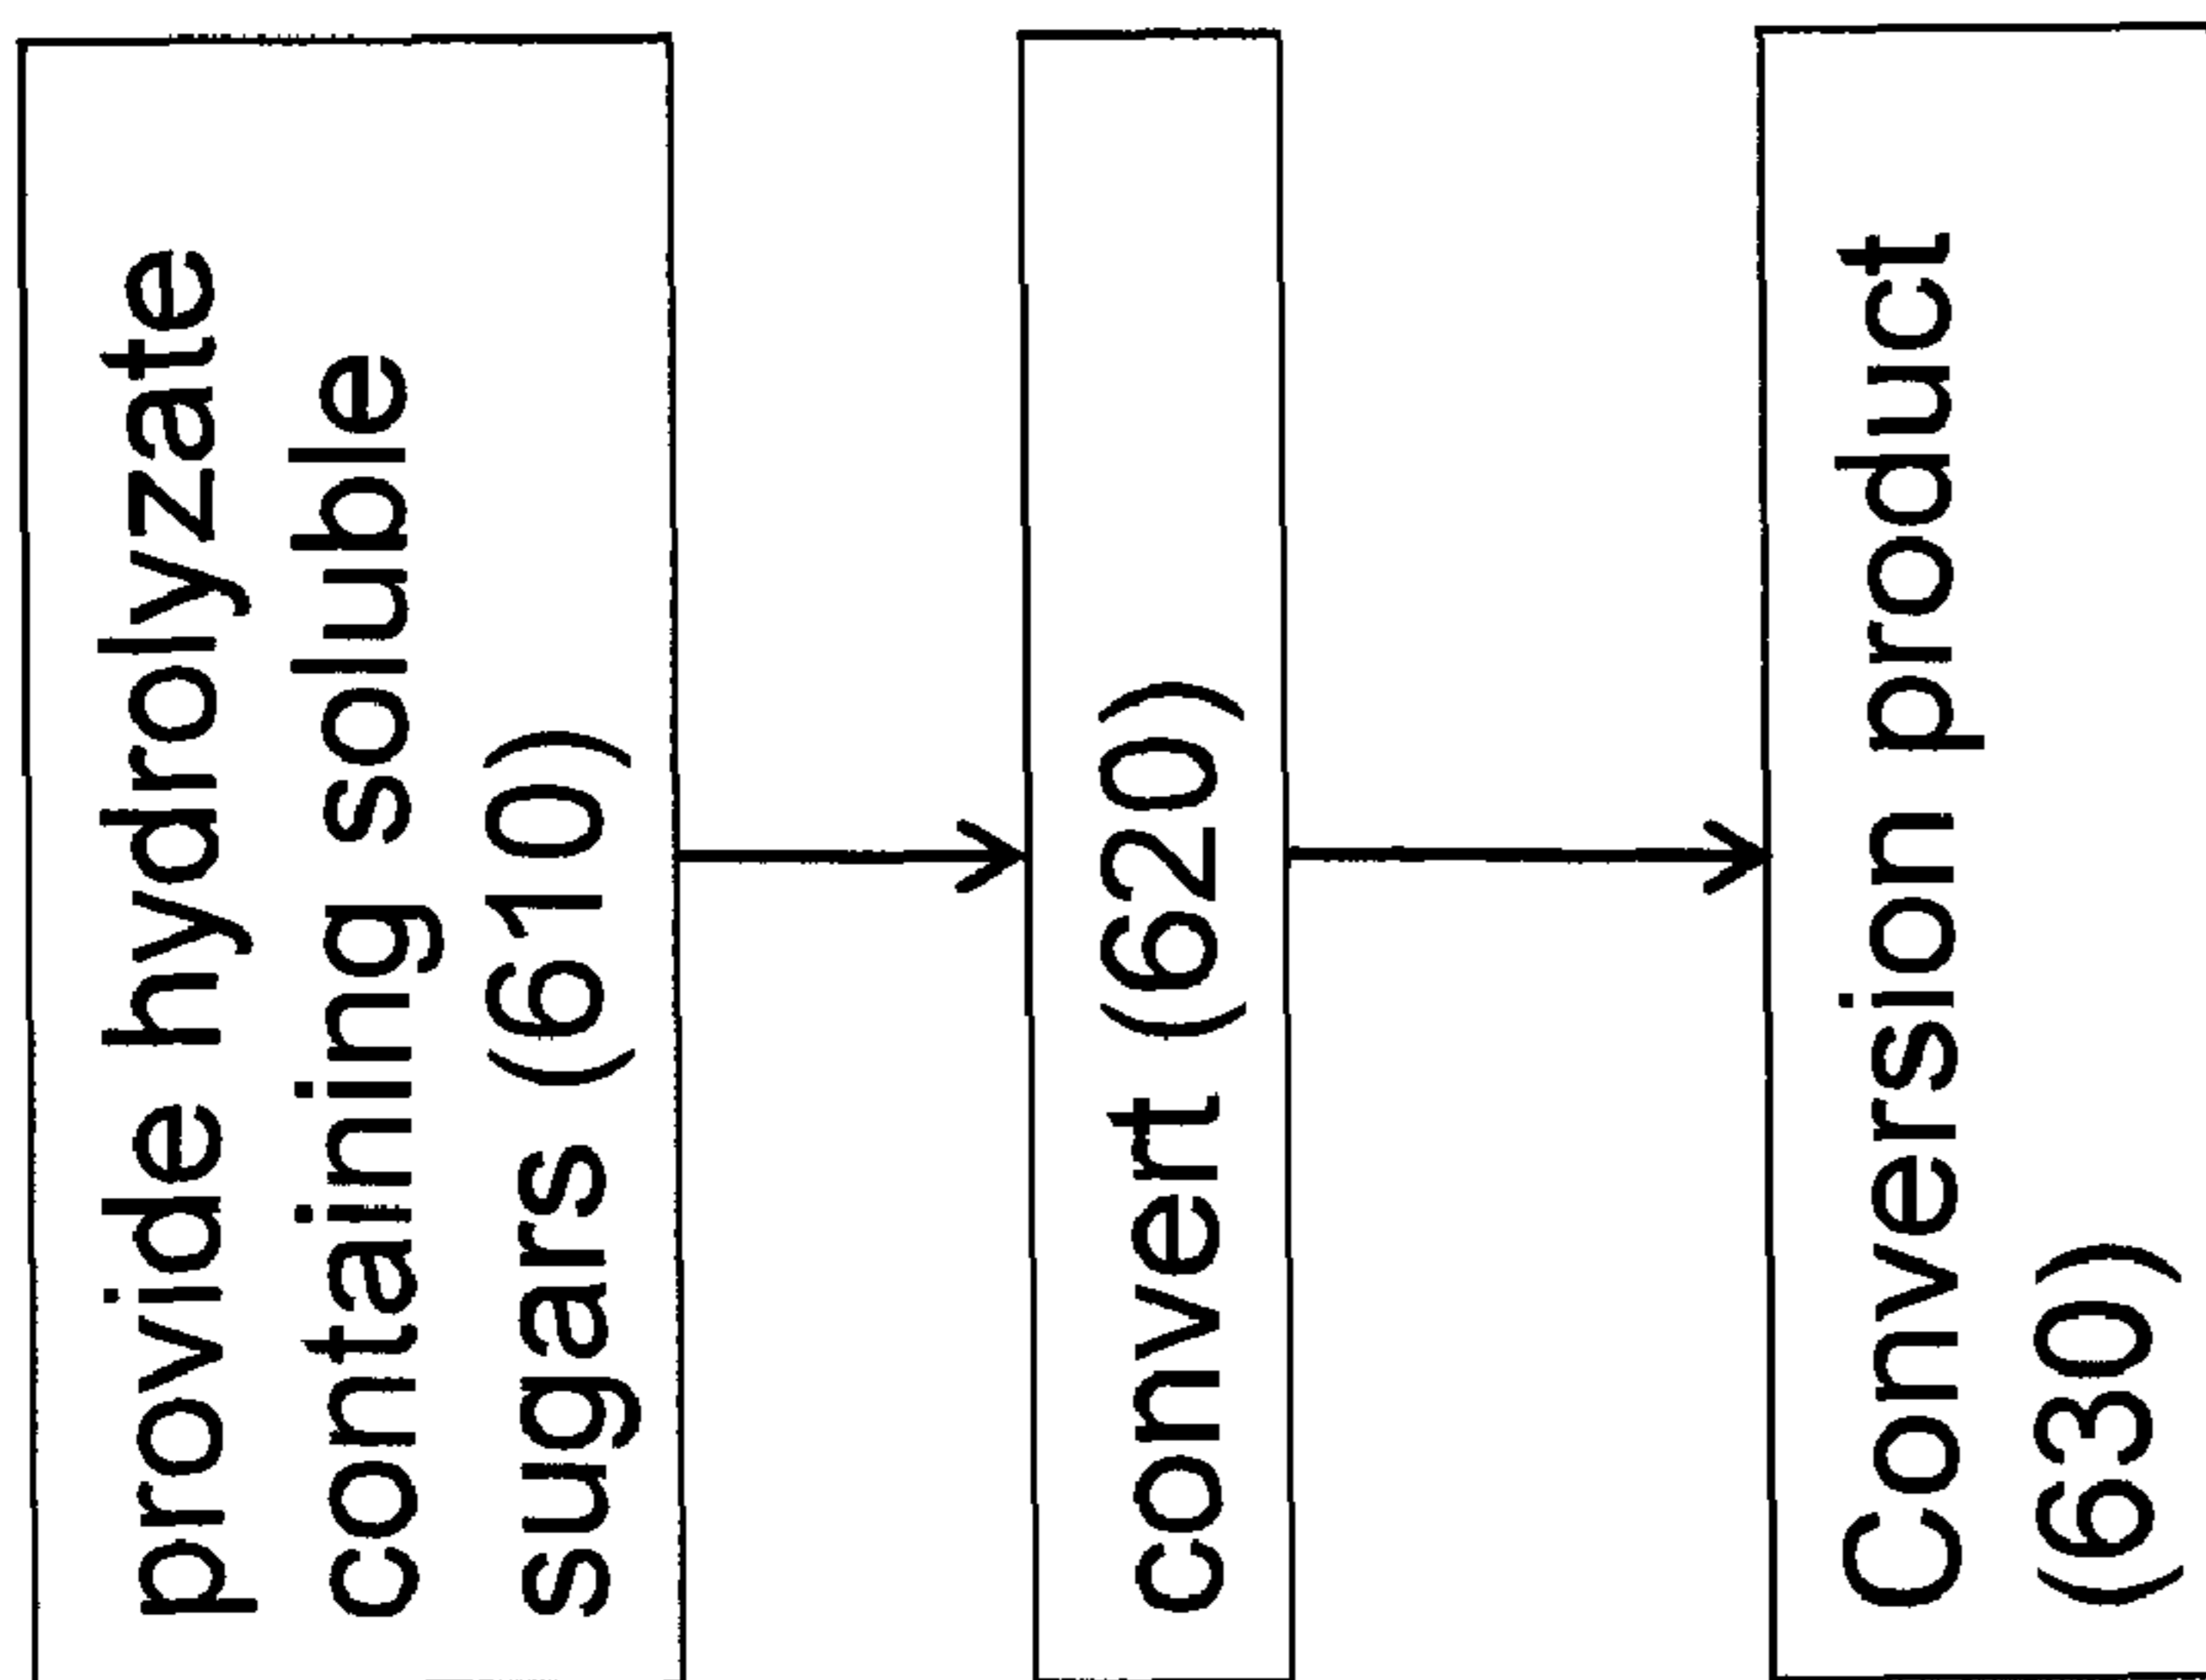 provide hydrolyzate
containing soluble
sugars (610)
convert (620)
Conversion product
(630)